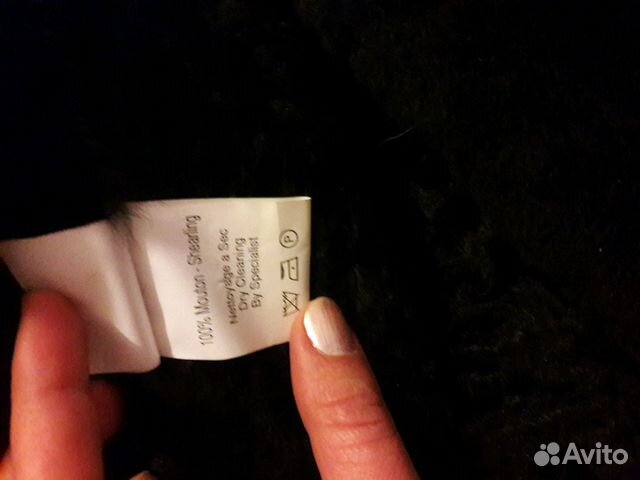 100% Mouton - Shearling
Nettoyage a Sec
Dry Cleaning
By Specialist
P
Avito